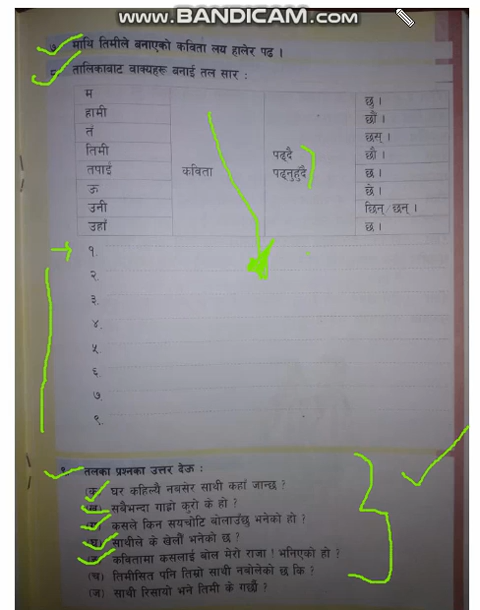 WWW.BANDICAM.COM
७. माथि तिमीले बनाएको कविता लय हालेर पढ ।
८. तालिकाबाट वाक्यहरू बनाई तल सार :
म
हामी
तँ
तिमी
तपाईं
ऊ
उनी
उहाँ
कविता
पढ्दै
पढ्नुहुँदै
छु ।
छौं ।
छस् ।
छौ ।
छ ।
छे ।
छिन्/छन् ।
छ ।
१.
२.
३.
४.
५.
६.
७.
९.
९. तलका प्रश्नका उत्तर देऊ :
(क) घर कहिल्यै नबसेर साथी कहाँ जान्छ ?
(ख) सबैभन्दा गाह्रो कुरो के हो ?
(ग) कसले किन सयचोटि बोलाउँछु भनेको हो ?
(घ) साथीले के खेलौं भनेको छ ?
(ङ) कवितामा कसलाई बोल मेरो राजा ! भनिएको हो ?
(च) तिमीसित पनि तिम्रो साथी नबोलेको छ कि ?
(ज) साथी रिसायो भने तिमी के गर्छौ ?